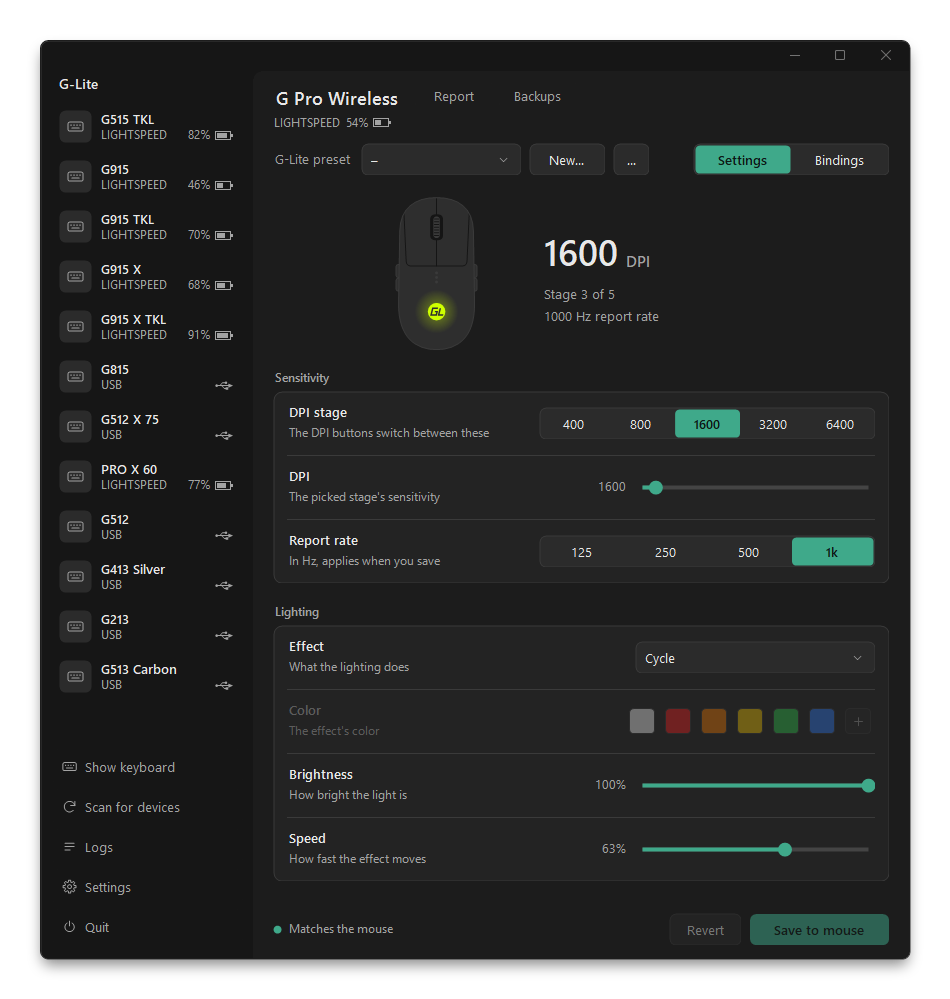 G-Lite
G515 TKL
LIGHTSPEED 82%
G915
LIGHTSPEED 46%
G915 TKL
LIGHTSPEED 70%
G915 X
LIGHTSPEED 68%
G915 X TKL
LIGHTSPEED 91%
G815
USB
G512 X 75
USB
PRO X 60
LIGHTSPEED 77%
G512
USB
G413 Silver
USB
G213
USB
G513 Carbon
USB
Show keyboard
Scan for devices
Logs
Settings
Quit
G Pro Wireless Report Backups
LIGHTSPEED 54%
G-Lite preset – New... ... Settings Bindings
GL
1600 DPI
Stage 3 of 5
1000 Hz report rate
Sensitivity
DPI stage
The DPI buttons switch between these
400 800 1600 3200 6400
DPI
The picked stage's sensitivity
1600
Report rate
In Hz, applies when you save
125 250 500 1k
Lighting
Effect
What the lighting does
Cycle
Color
The effect's color
+
Brightness
How bright the light is
100%
Speed
How fast the effect moves
63%
Matches the mouse Revert Save to mouse